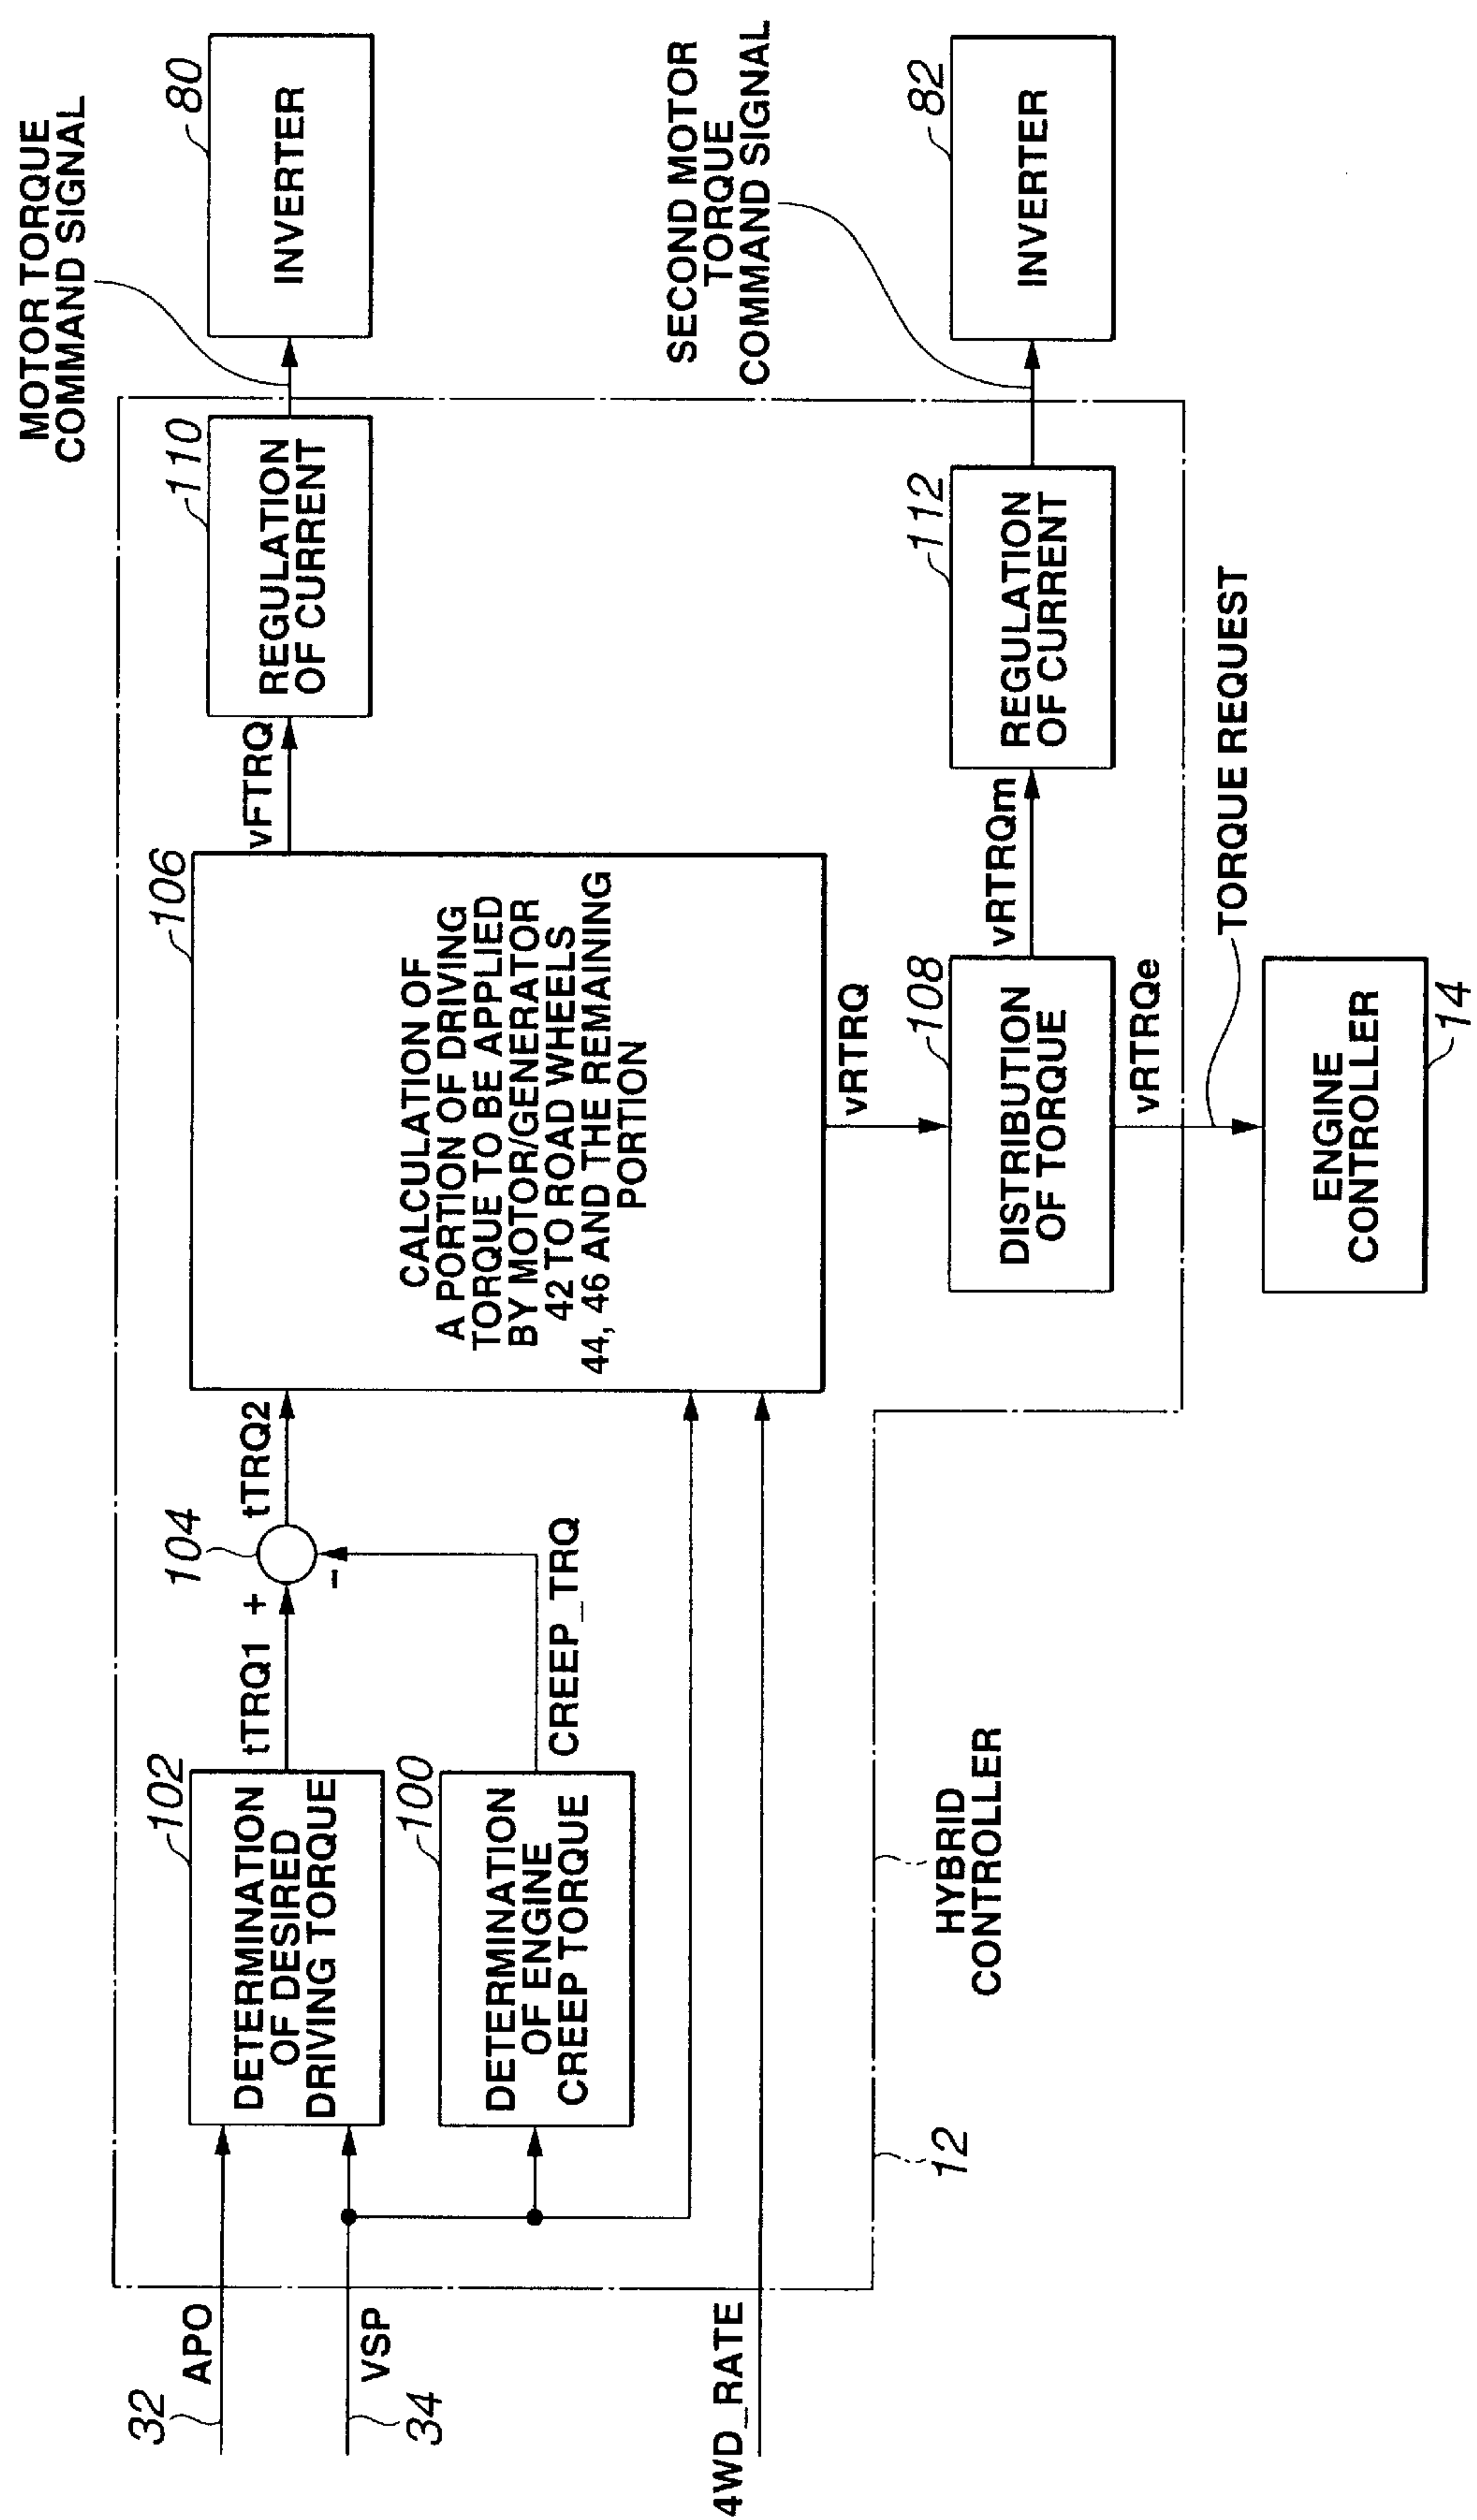 32
APO
34
VSP
4WD_RATE
102
DETERMINATION
OF DESIRED
DRIVING TORQUE
100
DETERMINATION
OF ENGINE
CREEP TORQUE
tTRQ1
+
-
CREEP_TRQ
104
tTRQ2
106
CALCULATION OF
A PORTION OF DRIVING
TORQUE TO BE APPLIED
BY MOTOR/GENERATOR
42 TO ROAD WHEELS
44, 46 AND THE REMAINING
PORTION
vFTRQ
110
REGULATION
OF CURRENT
MOTOR TORQUE
COMMAND SIGNAL
80
INVERTER
vRTRQ
108
DISTRIBUTION
OF TORQUE
vRTRQm
112
REGULATION
OF CURRENT
SECOND MOTOR
TORQUE
COMMAND SIGNAL
82
INVERTER
vRTRQe
TORQUE REQUEST
ENGINE
CONTROLLER
14
12
HYBRID
CONTROLLER